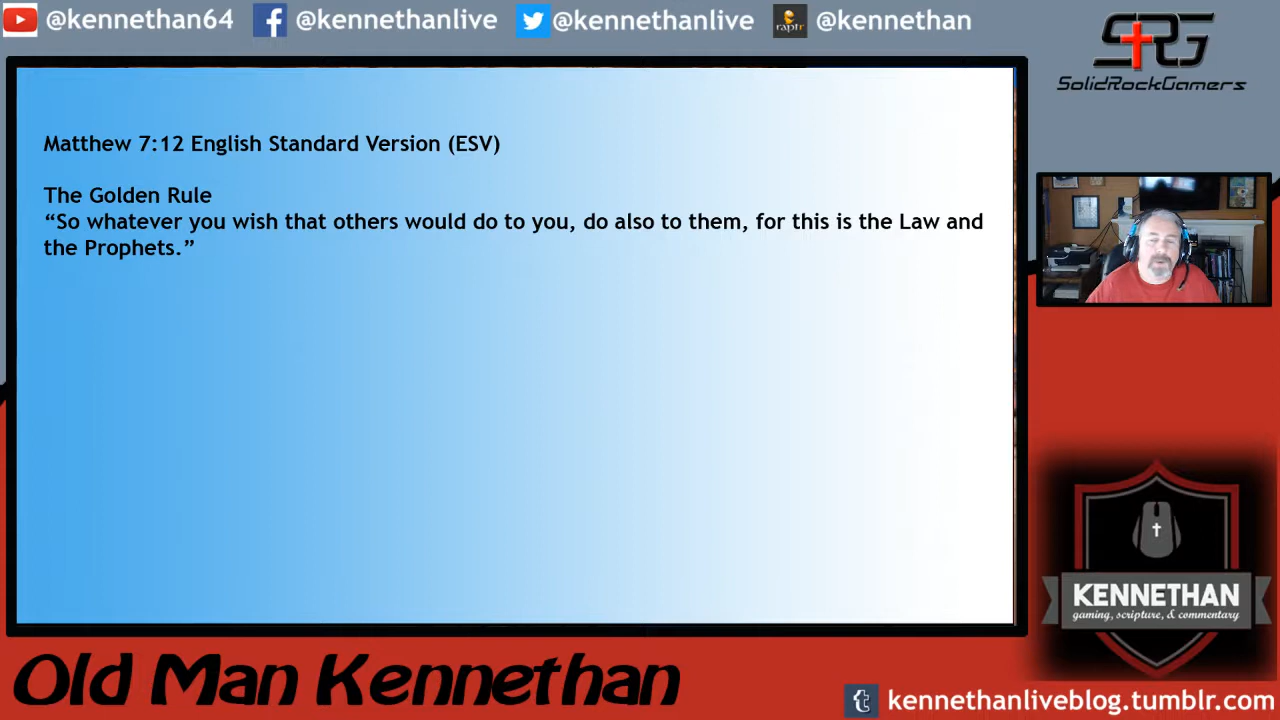 @kennethan64 @kennethanlive @kennethanlive raptr @kennethan
SRG
SolidRockGamers
Matthew 7:12 English Standard Version (ESV)
The Golden Rule
“So whatever you wish that others would do to you, do also to them, for this is the Law and
the Prophets.”
KENNETHAN
gaming, scripture, & commentary
Old Man Kennethan
kennethanliveblog.tumblr.com